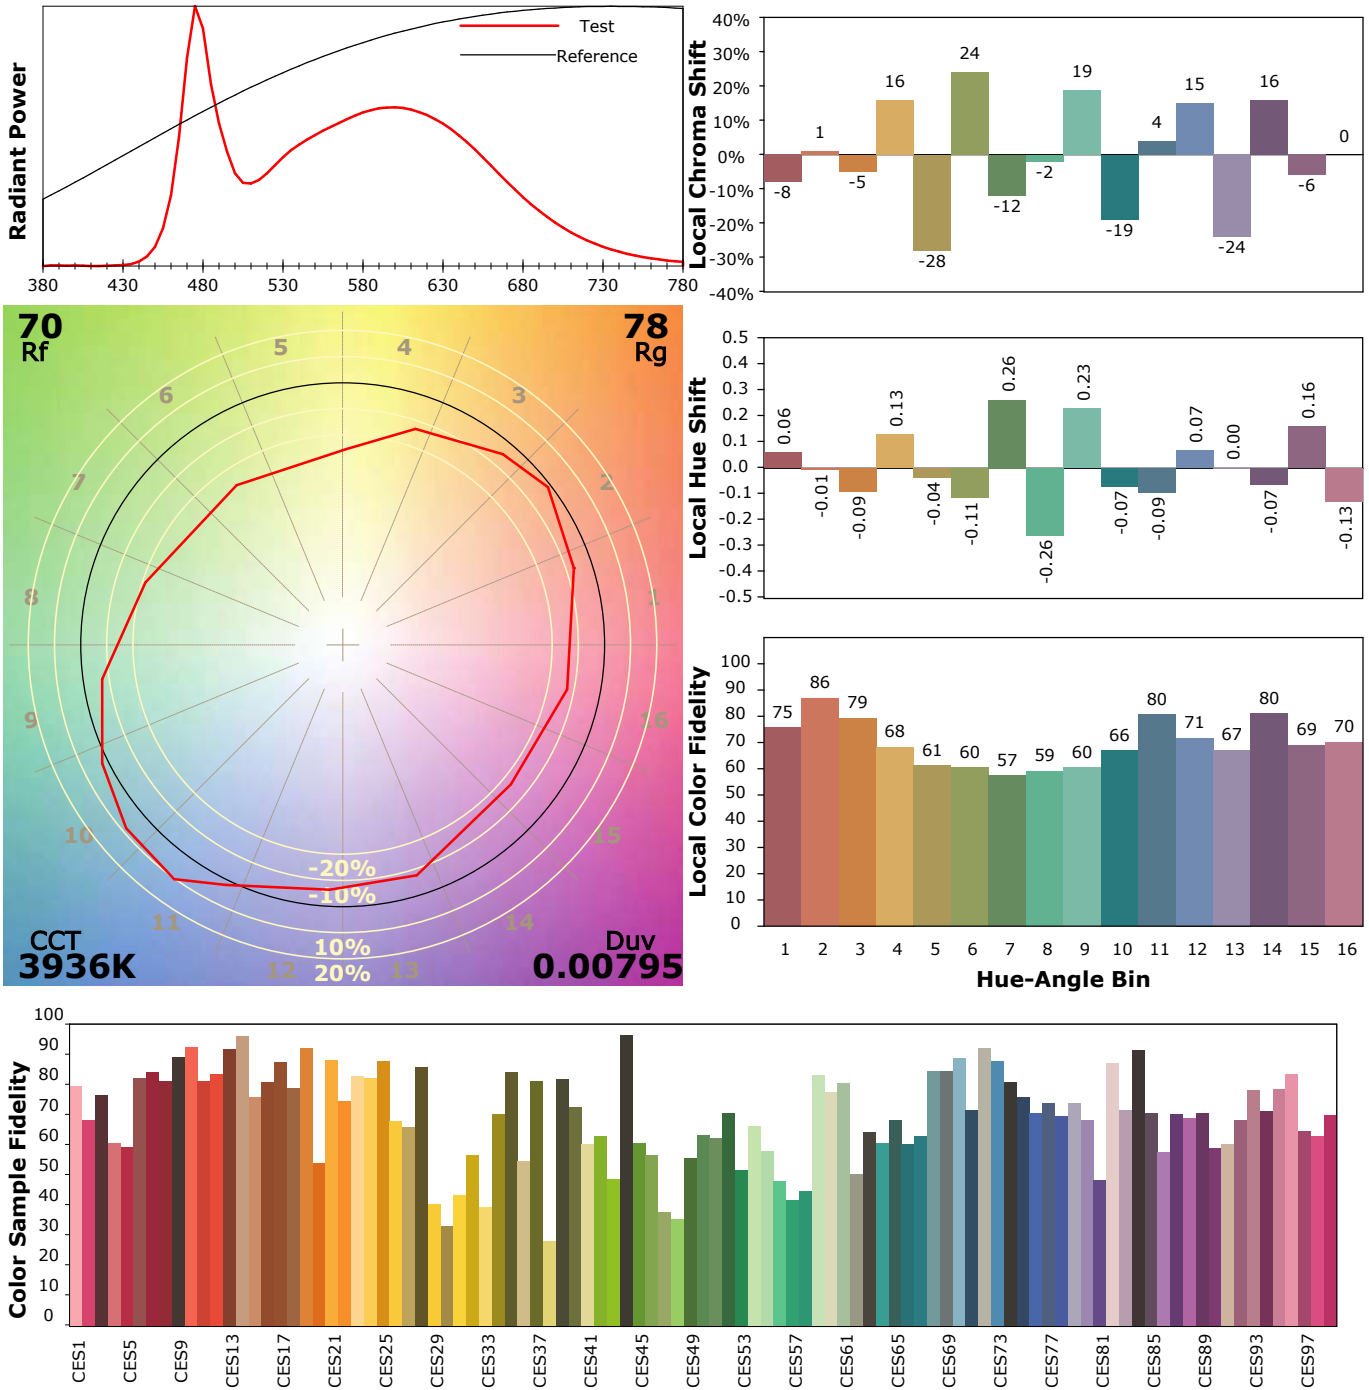 Radiant Power
Test
Reference
380 430 480 530 580 630 680 730 780
Local Chroma Shift
40%
30%
20%
10%
0%
-10%
-20%
-30%
-40%
-8 1 -5 16 -28 24 -12 -2 19 -19 4 15 -24 16 -6 0
70
Rf
78
Rg
CCT
3936K
Duv
0.00795
1 2 3 4 5 6 7 8 9 10 11 12 13 14 15 16
-20%
-10%
10%
20%
Local Hue Shift
0.5
0.4
0.3
0.2
0.1
0.0
-0.1
-0.2
-0.3
-0.4
-0.5
0.06 -0.01 -0.09 0.13 -0.04 -0.11 0.26 -0.26 0.23 -0.07 -0.09 0.07 0.00 -0.07 0.16 -0.13
Local Color Fidelity
100
90
80
70
60
50
40
30
20
10
0
75 86 79 68 61 60 57 59 60 66 80 71 67 80 69 70
1 2 3 4 5 6 7 8 9 10 11 12 13 14 15 16
Hue-Angle Bin
Color Sample Fidelity
100
90
80
70
60
50
40
30
20
10
0
CES1 CES5 CES9 CES13 CES17 CES21 CES25 CES29 CES33 CES37 CES41 CES45 CES49 CES53 CES57 CES61 CES65 CES69 CES73 CES77 CES81 CES85 CES89 CES93 CES97